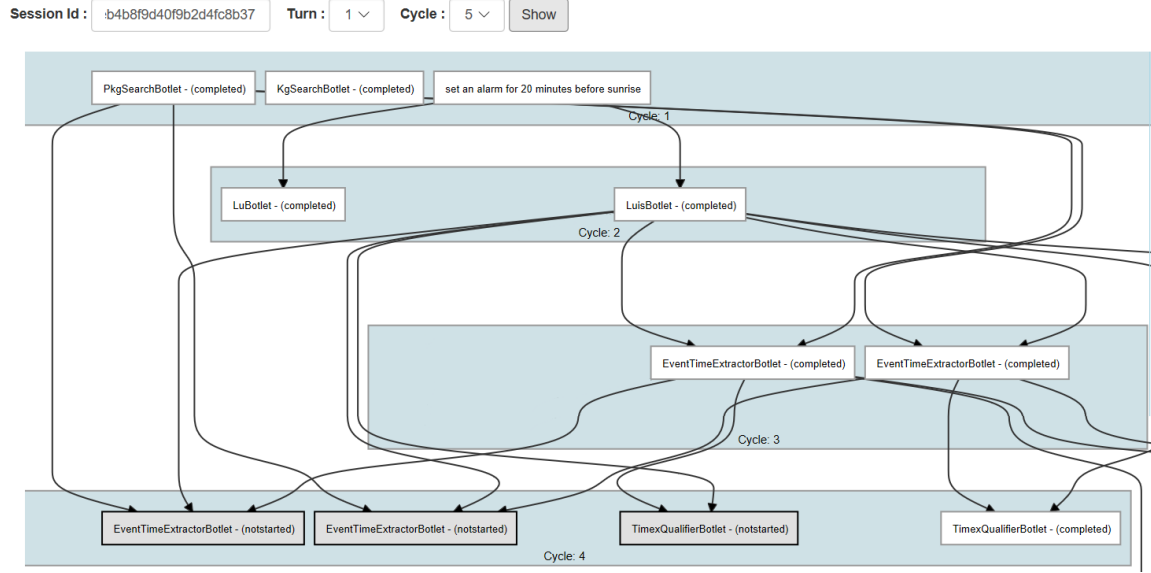 Session Id : :b4b8f9d40f9b2d4fc8b37 Turn : 1 Cycle : 5 Show
PkgSearchBotlet - (completed) KgSearchBotlet - (completed) set an alarm for 20 minutes before sunrise
Cycle: 1
LuBotlet - (completed) LuisBotlet - (completed)
Cycle: 2
EventTimeExtractorBotlet - (completed) EventTimeExtractorBotlet - (completed)
Cycle: 3
EventTimeExtractorBotlet - (notstarted) EventTimeExtractorBotlet - (notstarted) TimexQualifierBotlet - (notstarted) TimexQualifierBotlet - (completed)
Cycle: 4